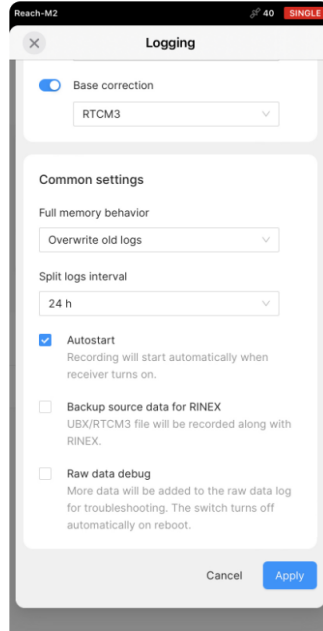 Reach-M2 40 SINGLE
Logging
Base correction
RTCM3
Common settings
Full memory behavior
Overwrite old logs
Split logs interval
24 h
Autostart
Recording will start automatically when
receiver turns on.
Backup source data for RINEX
UBX/RTCM3 file will be recorded along with
RINEX.
Raw data debug
More data will be added to the raw data log
for troubleshooting. The switch turns off
automatically on reboot.
Cancel Apply